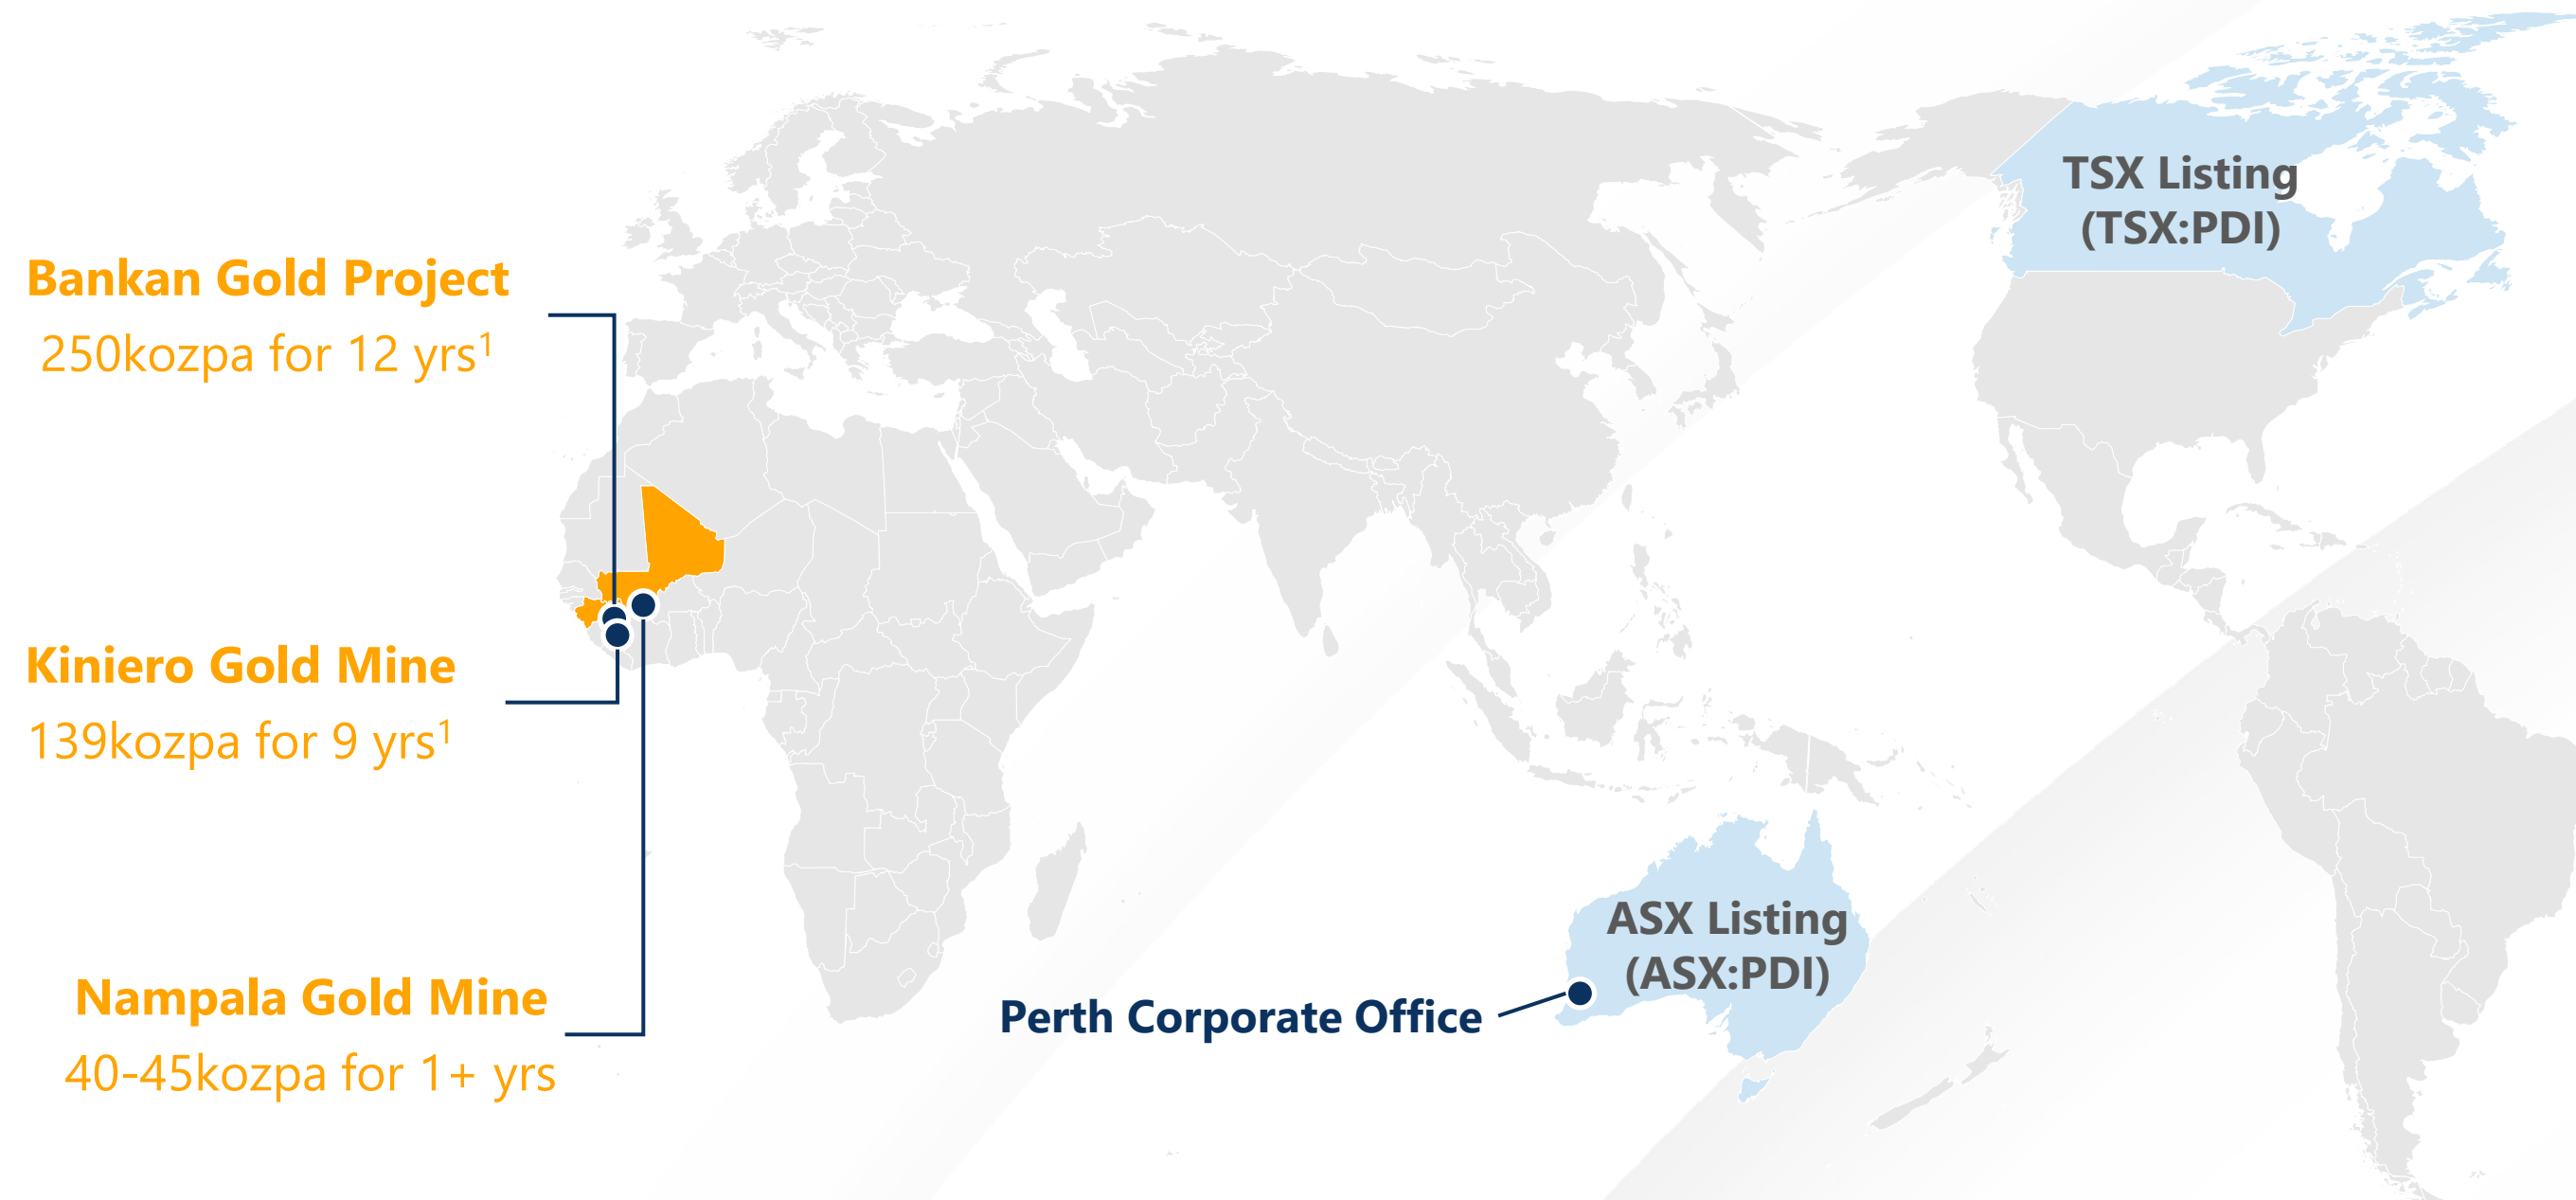 Bankan Gold Project
250kozpa for 12 yrs¹
Kiniero Gold Mine
139kozpa for 9 yrs¹
Nampala Gold Mine
40-45kozpa for 1+ yrs
Perth Corporate Office
ASX Listing
(ASX:PDI)
TSX Listing
(TSX:PDI)